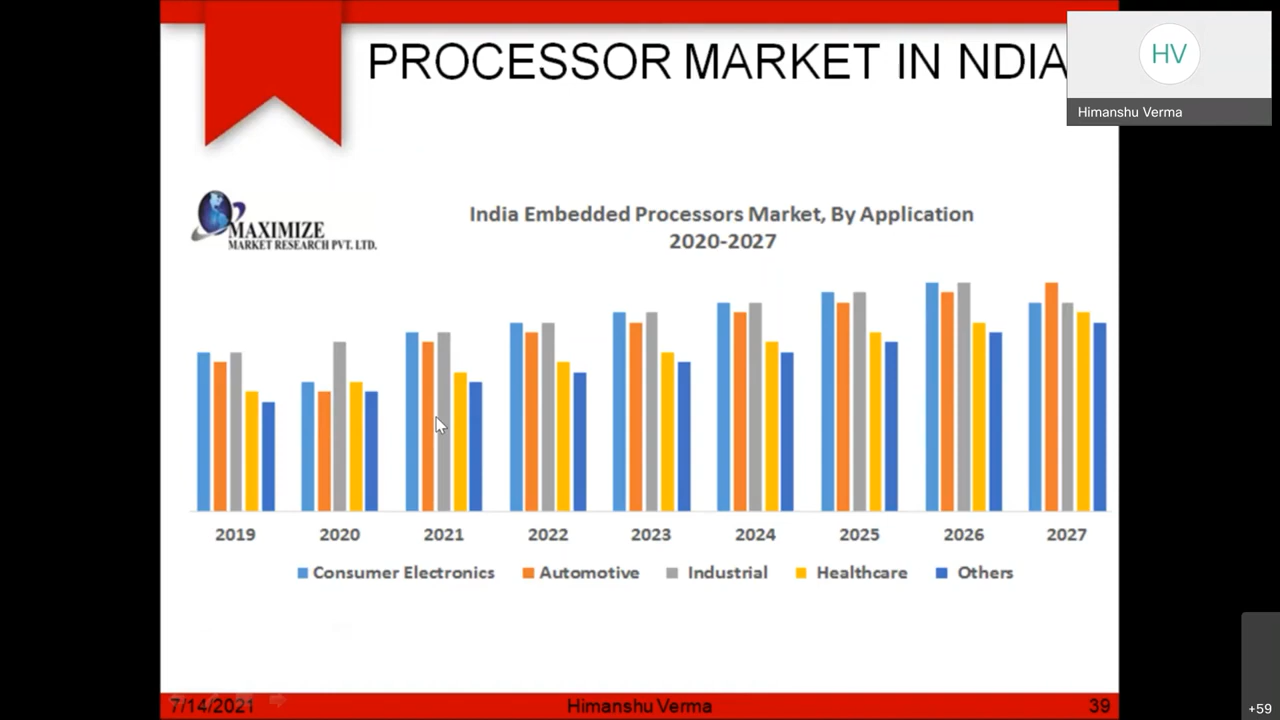 PROCESSOR MARKET IN NDIA
HV
Himanshu Verma
MAXIMIZE
MARKET RESEARCH PVT. LTD.
India Embedded Processors Market, By Application
2020-2027
2019 2020 2021 2022 2023 2024 2025 2026 2027
Consumer Electronics Automotive Industrial Healthcare Others
7/14/2021 Himanshu Verma 39
+59